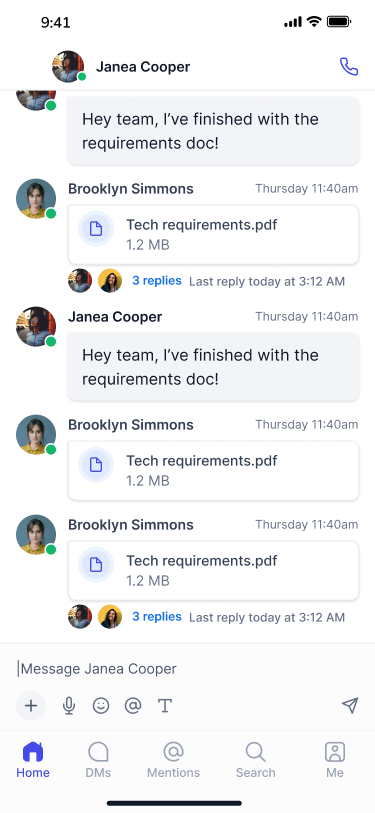 9:41
Janea Cooper
Hey team, I’ve finished with the
requirements doc!
Brooklyn Simmons Thursday 11:40am
Tech requirements.pdf
1.2 MB
3 replies Last reply today at 3:12 AM
Janea Cooper Thursday 11:40am
Hey team, I’ve finished with the
requirements doc!
Brooklyn Simmons Thursday 11:40am
Tech requirements.pdf
1.2 MB
Brooklyn Simmons Thursday 11:40am
Tech requirements.pdf
1.2 MB
3 replies Last reply today at 3:12 AM
Message Janea Cooper
Home DMs Mentions Search Me